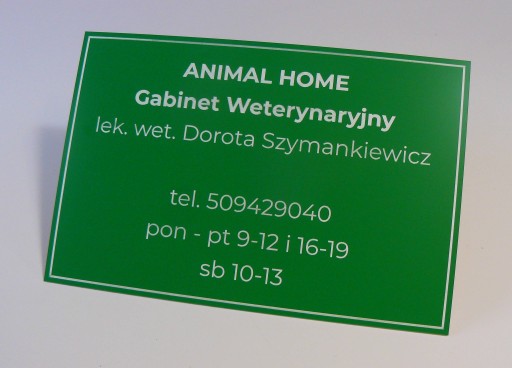 ANIMAL HOME
Gabinet Weterynaryjny
lek. wet. Dorota Szymankiewicz
tel. 509429040
pon - pt 9-12 i 16-19
sb 10-13